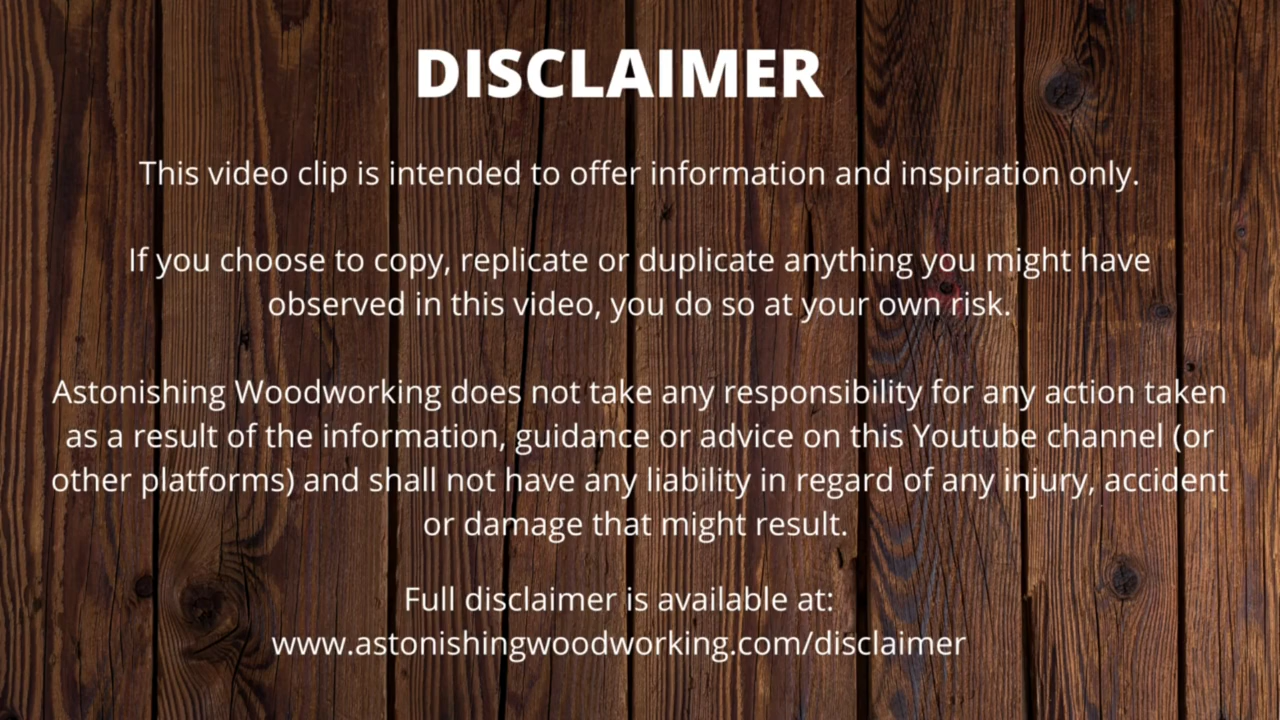 DISCLAIMER
This video clip is intended to offer information and inspiration only.
If you choose to copy, replicate or duplicate anything you might have
observed in this video, you do so at your own risk.
Astonishing Woodworking does not take any responsibility for any action taken
as a result of the information, guidance or advice on this Youtube channel (or
other platforms) and shall not have any liability in regard of any injury, accident
or damage that might result.
Full disclaimer is available at:
www.astonishingwoodworking.com/disclaimer